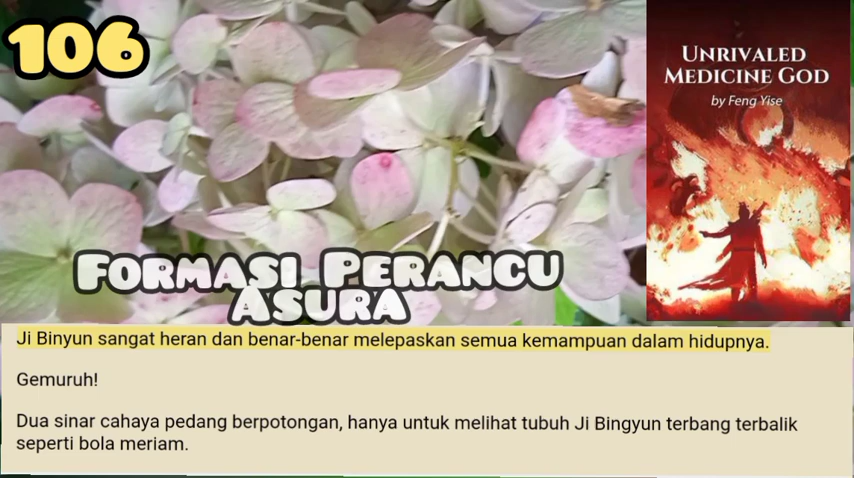 106
UNRIVALED
MEDICINE GOD
by Feng Yise
FORMASI PERANCU
ASURA
Ji Binyun sangat heran dan benar-benar melepaskan semua kemampuan dalam hidupnya.
Gemuruh!
Dua sinar cahaya pedang berpotongan, hanya untuk melihat tubuh Ji Bingyun terbang terbalik
seperti bola meriam.